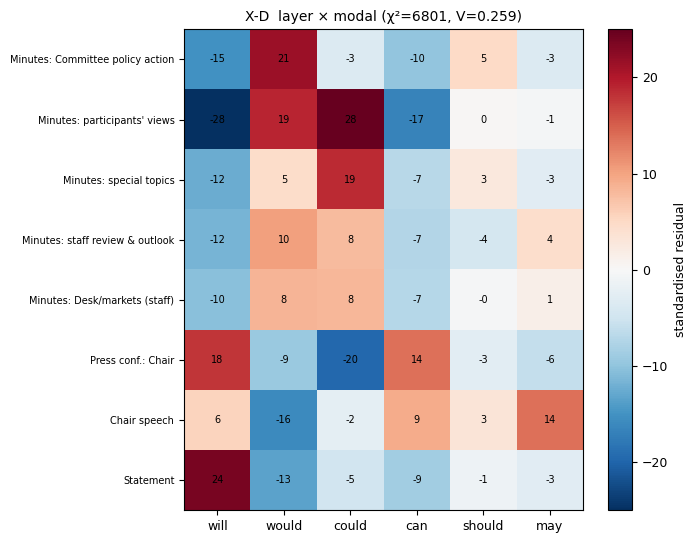 X-D  layer × modal (χ²=6801, V=0.259)
Minutes: Committee policy action -15 21 -3 -10 5 -3
Minutes: participants' views -28 19 28 -17 0 -1
Minutes: special topics -12 5 19 -7 3 -3
Minutes: staff review & outlook -12 10 8 -7 -4 4
Minutes: Desk/markets (staff) -10 8 8 -7 -0 1
Press conf.: Chair 18 -9 -20 14 -3 -6
Chair speech 6 -16 -2 9 3 14
Statement 24 -13 -5 -9 -1 -3
will would could can should may
20
10
0
−10
−20
standardised residual